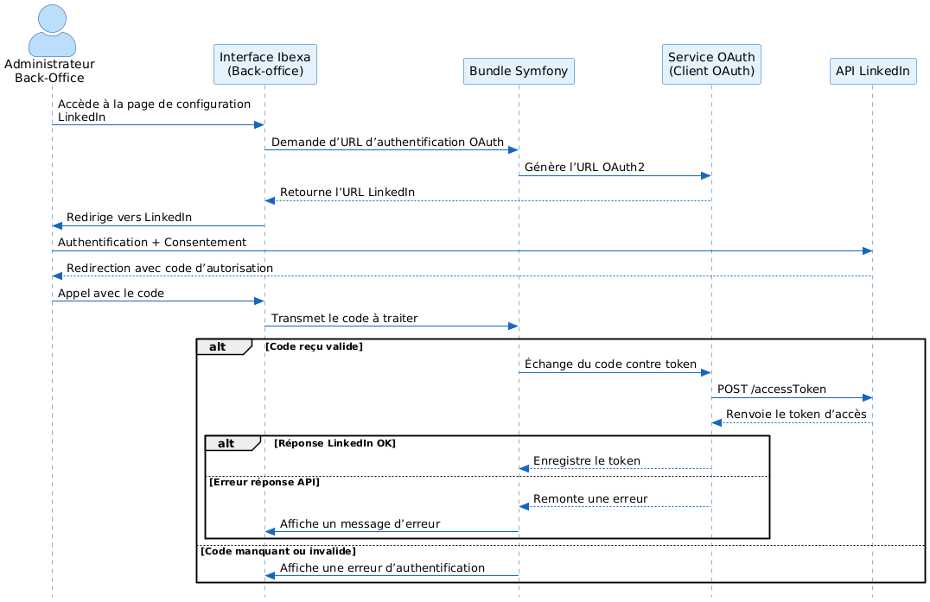 Administrateur
Back-Office
Interface Ibexa
(Back-office)
Bundle Symfony
Service OAuth
(Client OAuth)
API LinkedIn
Accède à la page de configuration
LinkedIn
Demande d’URL d’authentification OAuth
Génère l’URL OAuth2
Retourne l’URL LinkedIn
Redirige vers LinkedIn
Authentification + Consentement
Redirection avec code d’autorisation
Appel avec le code
Transmet le code à traiter
alt [Code reçu valide]
Échange du code contre token
POST /accessToken
Renvoie le token d’accès
alt [Réponse LinkedIn OK]
Enregistre le token
[Erreur réponse API]
Remonte une erreur
Affiche un message d’erreur
[Code manquant ou invalide]
Affiche une erreur d’authentification